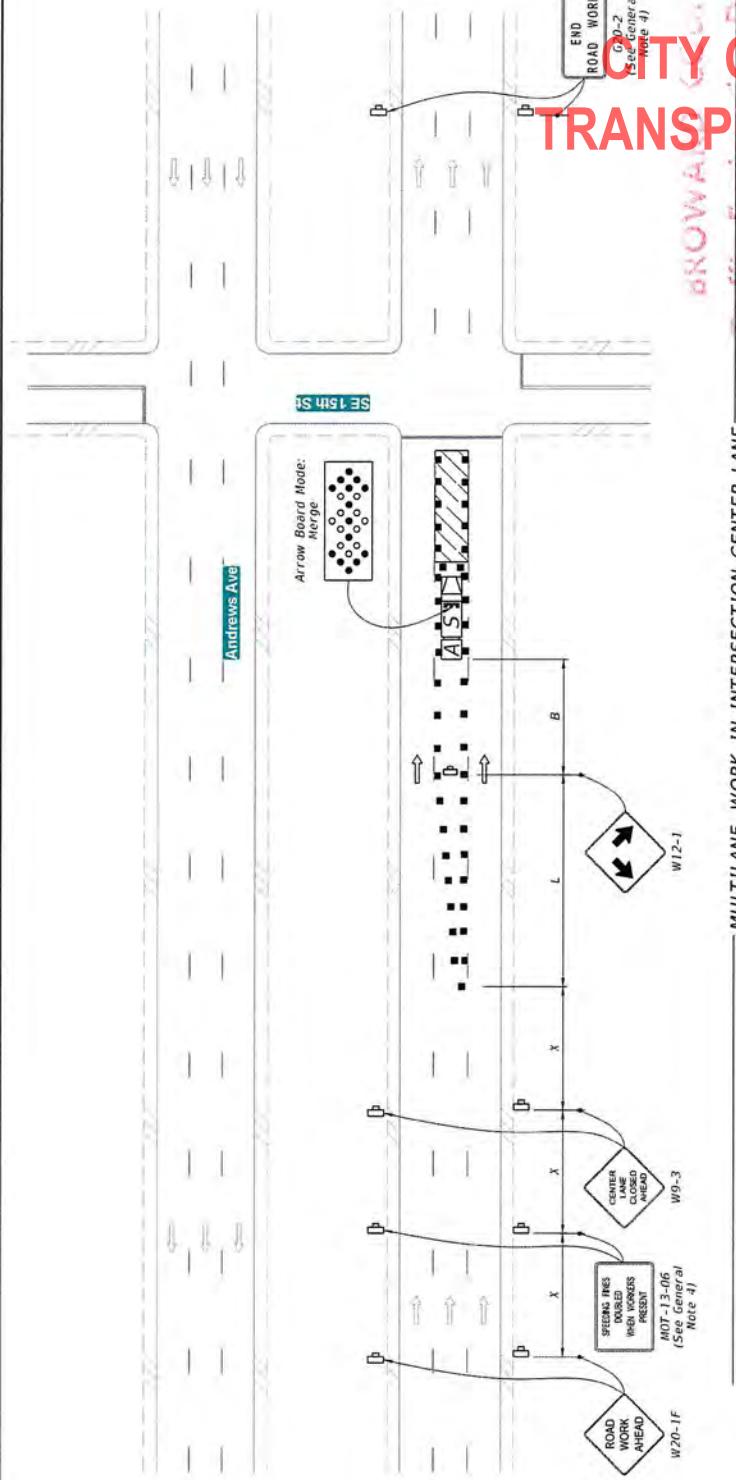 END
ROAD WORK
G20-2
(See General
Note 4)
CITY
TRANSP
BROWARD
SE 15th St
Arrow Board Mode:
Merge
Andrews Ave
A
S
B
L
X
X
X
W12-1
CENTER
LANE
CLOSED
AHEAD
W9-3
SPEEDING FINES
DOUBLED
WHEN WORKERS
PRESENT
MOT-13-06
(See General
Note 4)
ROAD
WORK
AHEAD
W20-1F
MULTILANE, WORK IN INTERSECTION CENTER LANE